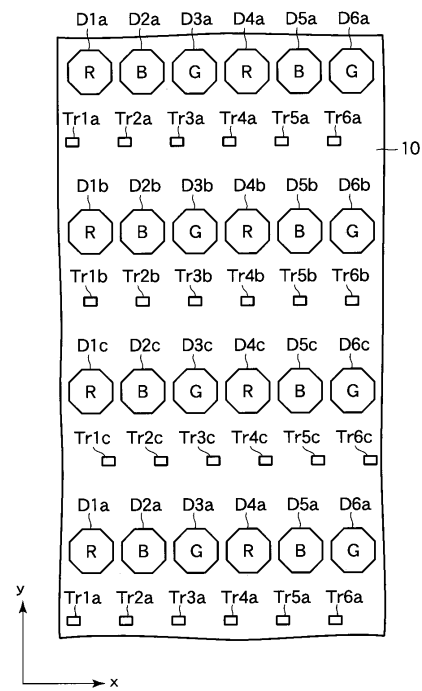 D1a D2a D3a D4a D5a D6a
R B G R B G
Tr1a Tr2a Tr3a Tr4a Tr5a Tr6a
10
D1b D2b D3b D4b D5b D6b
R B G R B G
Tr1b Tr2b Tr3b Tr4b Tr5b Tr6b
D1c D2c D3c D4c D5c D6c
R B G R B G
Tr1c Tr2c Tr3c Tr4c Tr5c Tr6c
D1a D2a D3a D4a D5a D6a
R B G R B G
y
Tr1a Tr2a Tr3a Tr4a Tr5a Tr6a
x